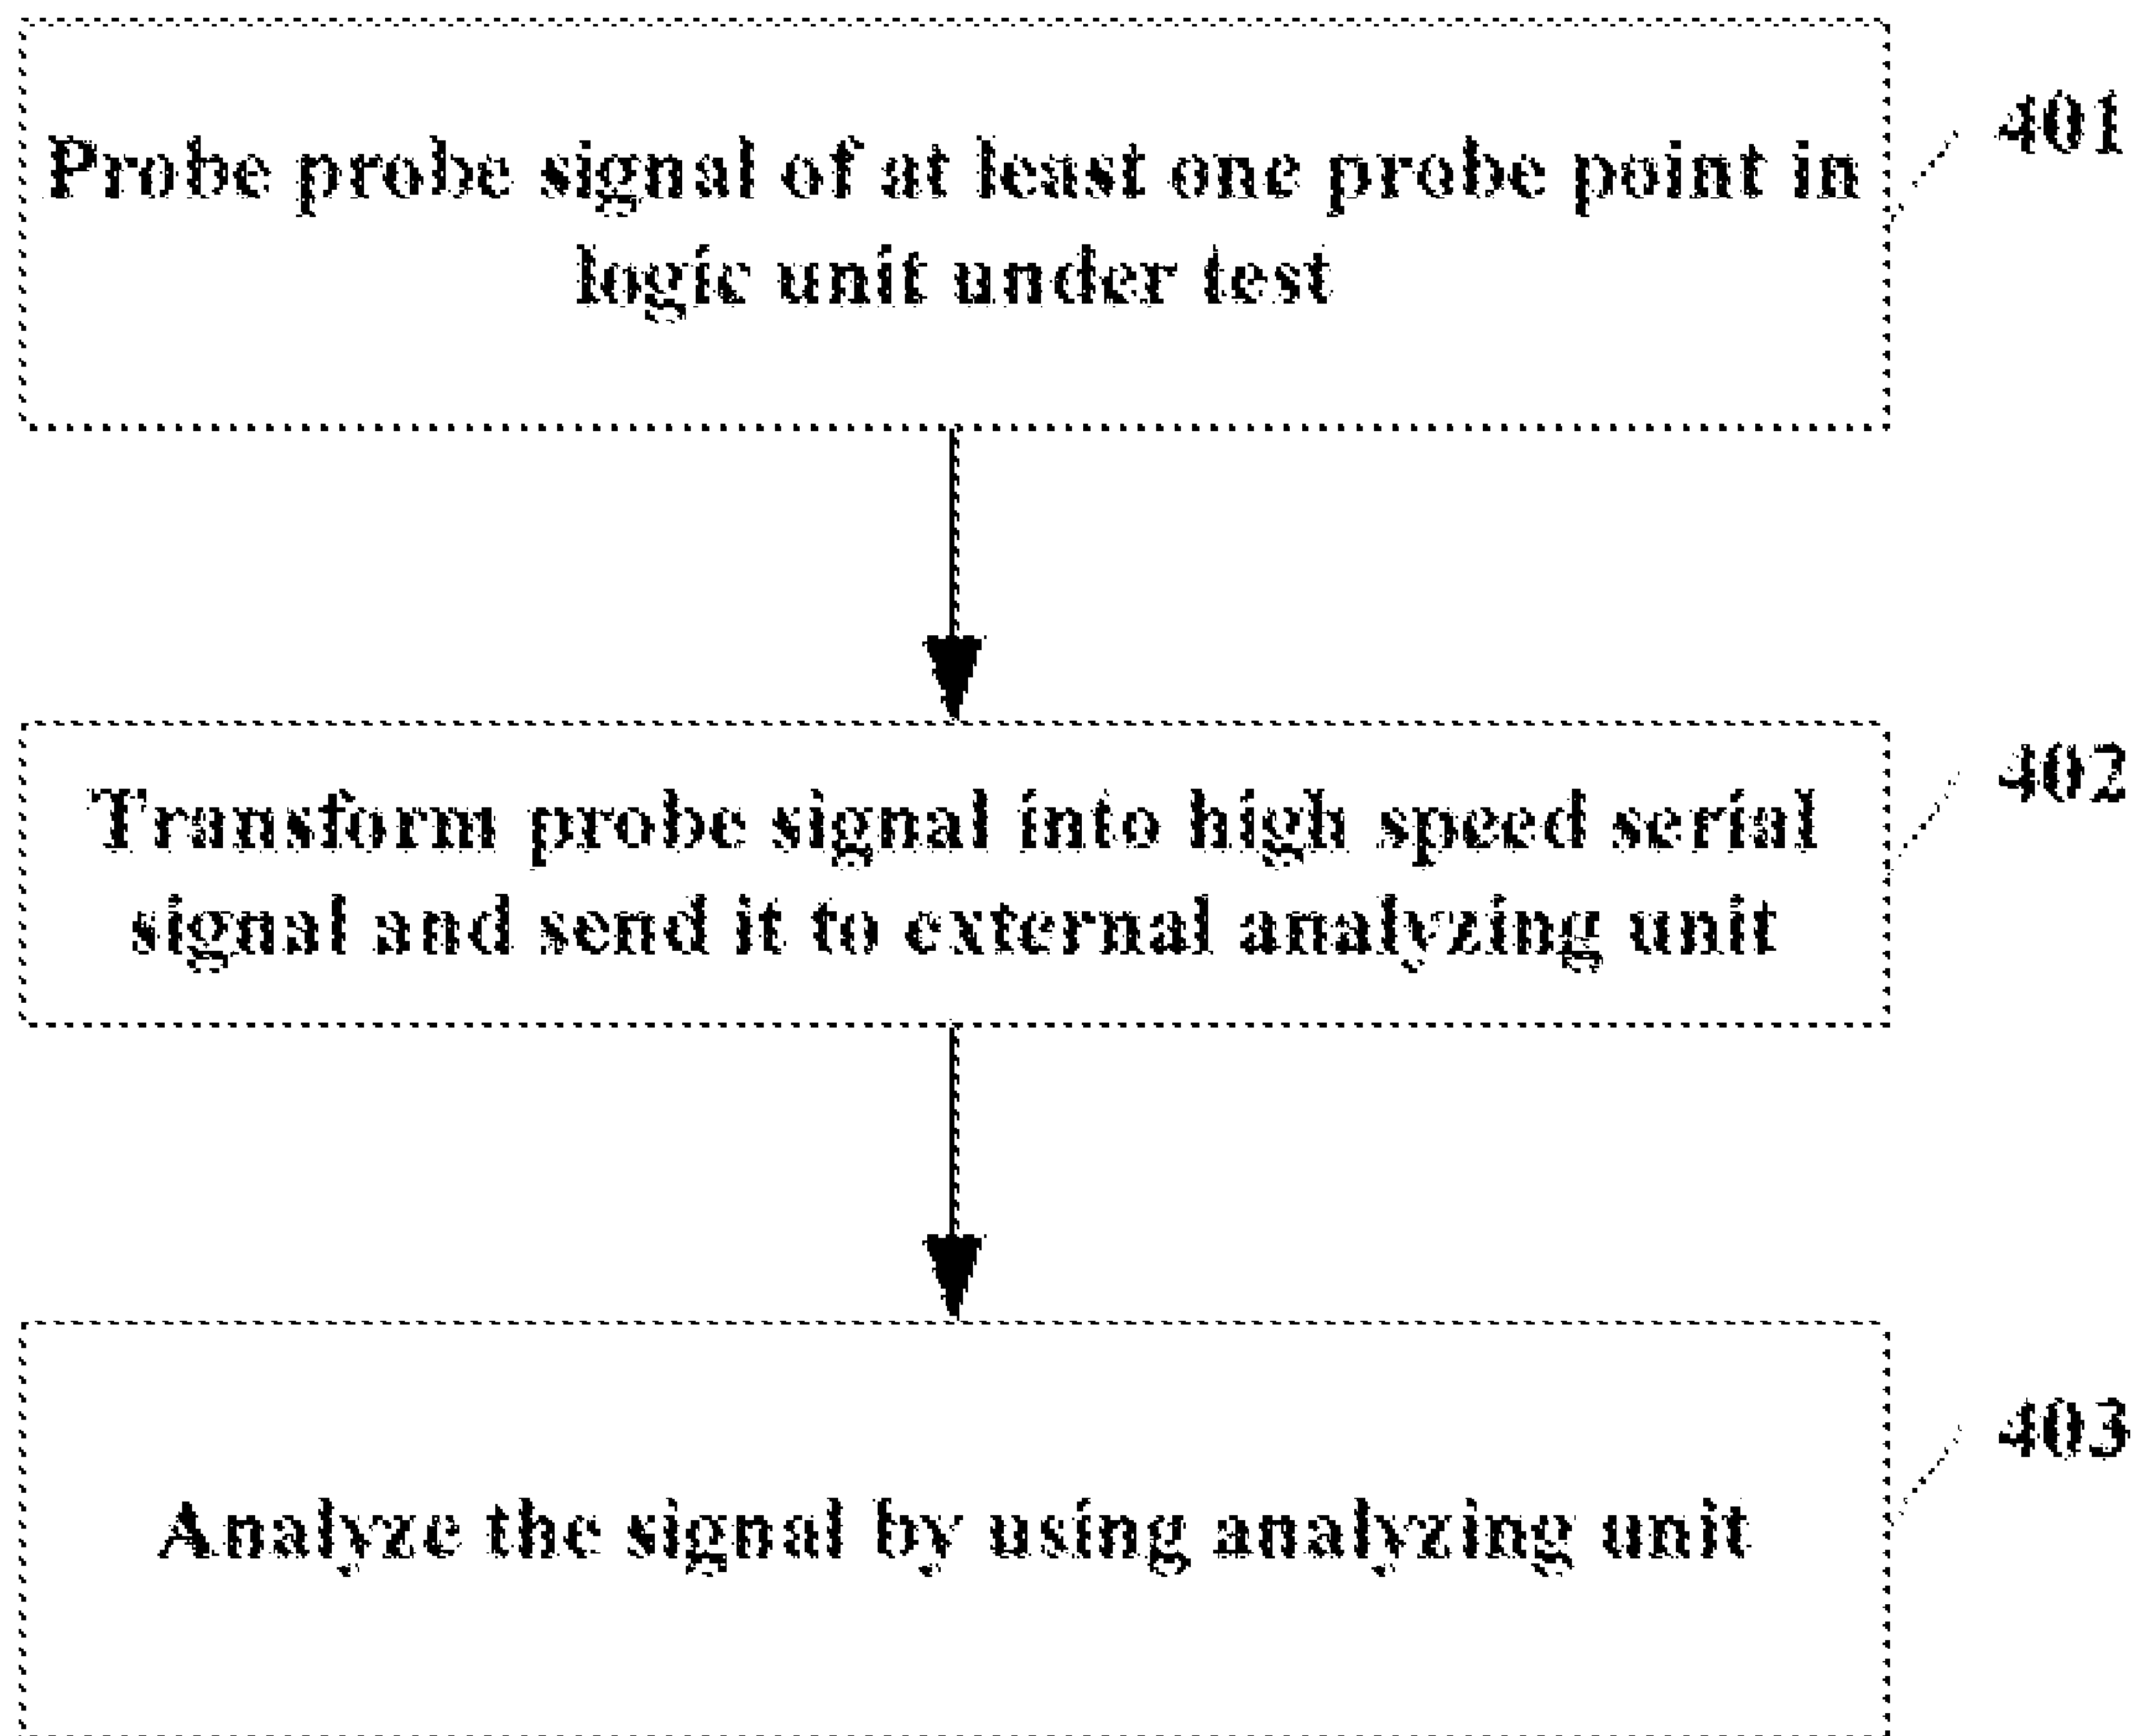 Probe probe signal of at least one probe point in
logic unit under test
401
Transform probe signal into high speed serial
signal and send it to external analyzing unit
402
Analyze the signal by using analyzing unit
403